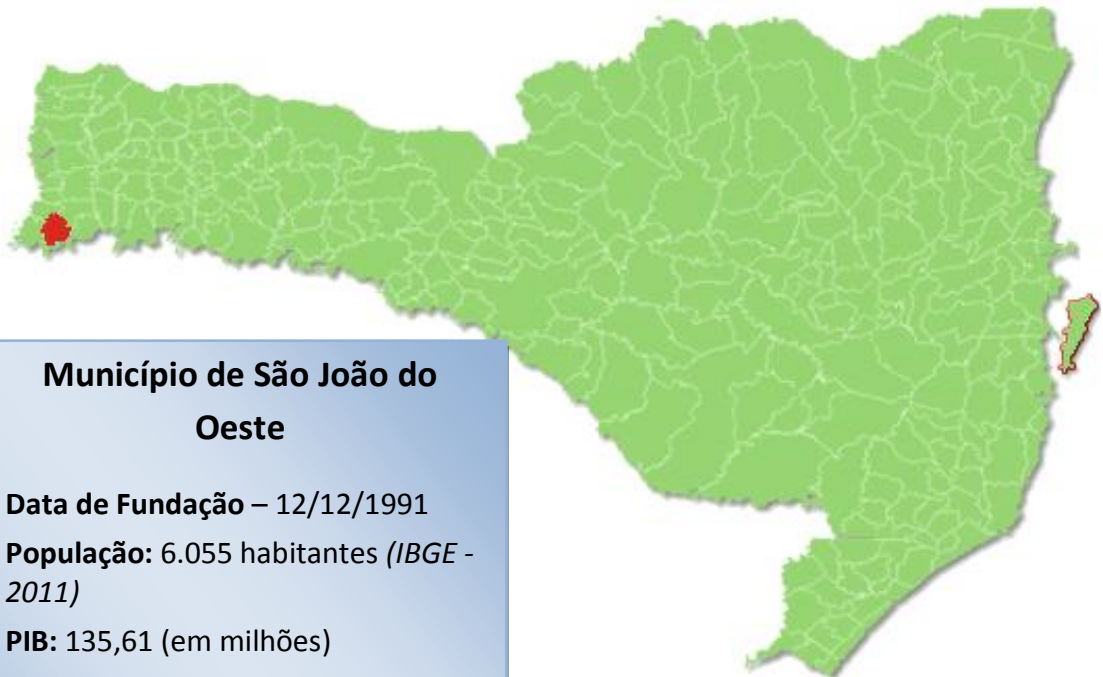 Município de São João do
Oeste
Data de Fundação – 12/12/1991
População: 6.055 habitantes (IBGE -
2011)
PIB: 135,61 (em milhões)